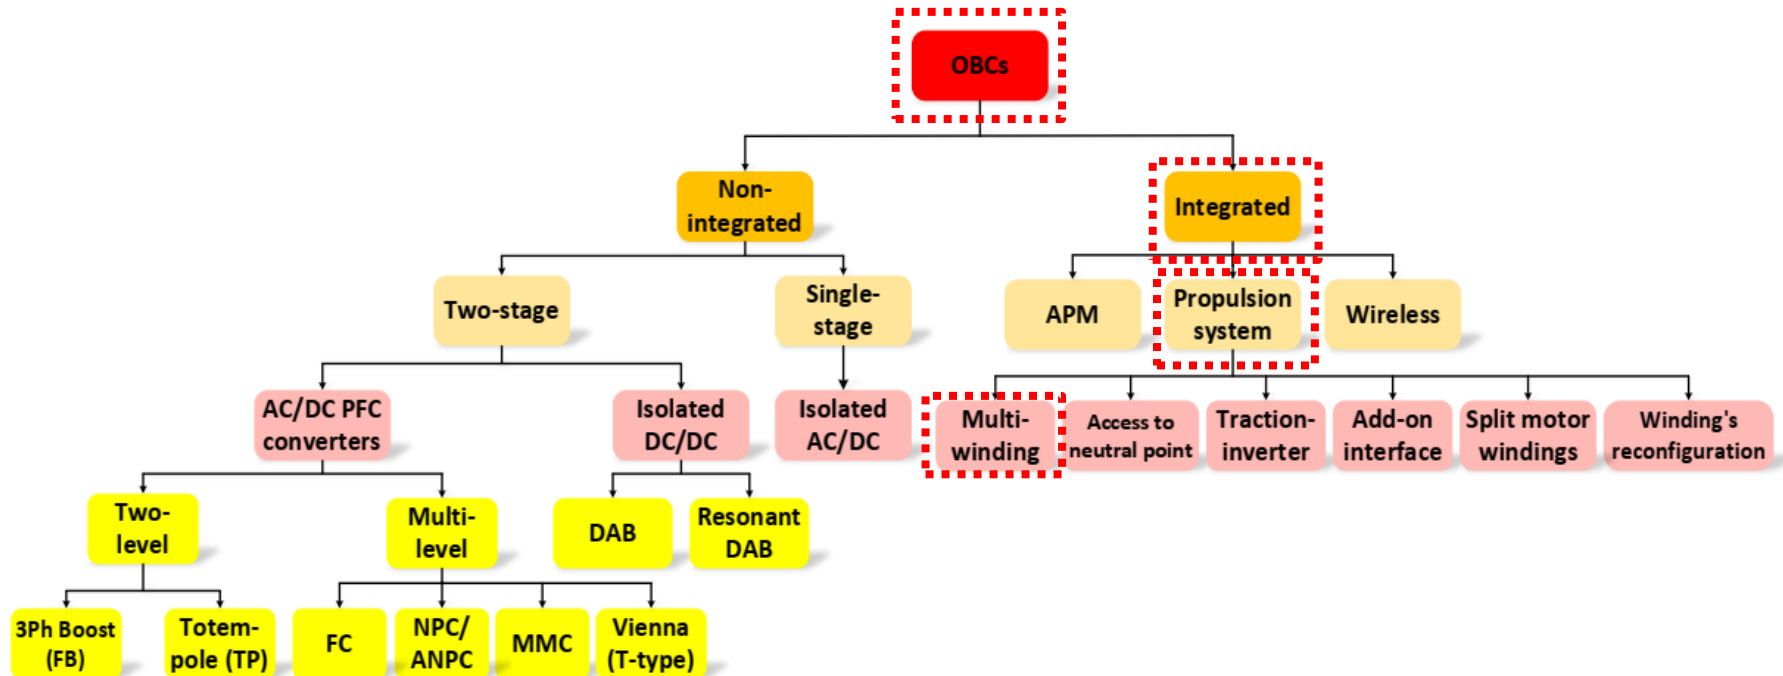 OBCs
Non-
integrated
Integrated
Two-stage
Single-
stage
APM
Propulsion
system
Wireless
AC/DC PFC
converters
Isolated
DC/DC
Isolated
AC/DC
Multi-
winding
Access to
neutral point
Traction-
inverter
Add-on
interface
Split motor
windings
Winding's
reconfiguration
Two-
level
Multi-
level
DAB
Resonant
DAB
3Ph Boost
(FB)
Totem-
pole (TP)
FC
NPC/
ANPC
MMC
Vienna
(T-type)